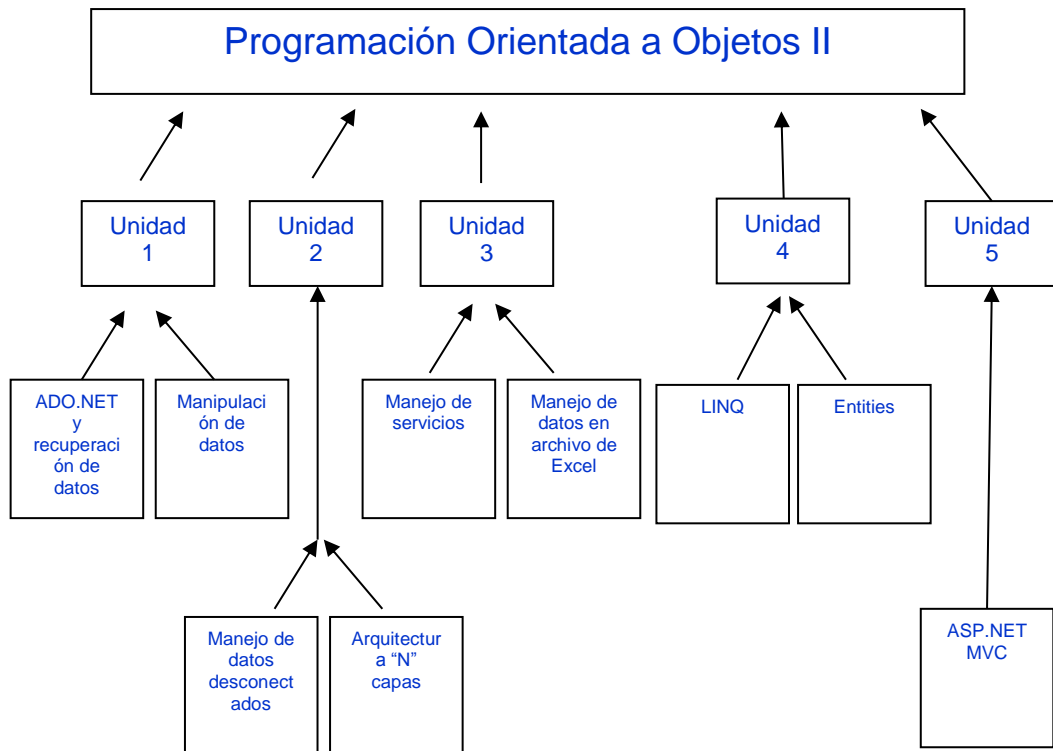 Programación Orientada a Objetos II
Unidad
1
Unidad
2
Unidad
3
Unidad
4
Unidad
5
ADO.NET
y
recuperaci
ón de
datos
Manipulaci
ón de
datos
Manejo de
servicios
Manejo de
datos en
archivo de
Excel
LINQ
Entities
Manejo de
datos
desconect
ados
Arquitectur
a “N”
capas
ASP.NET
MVC